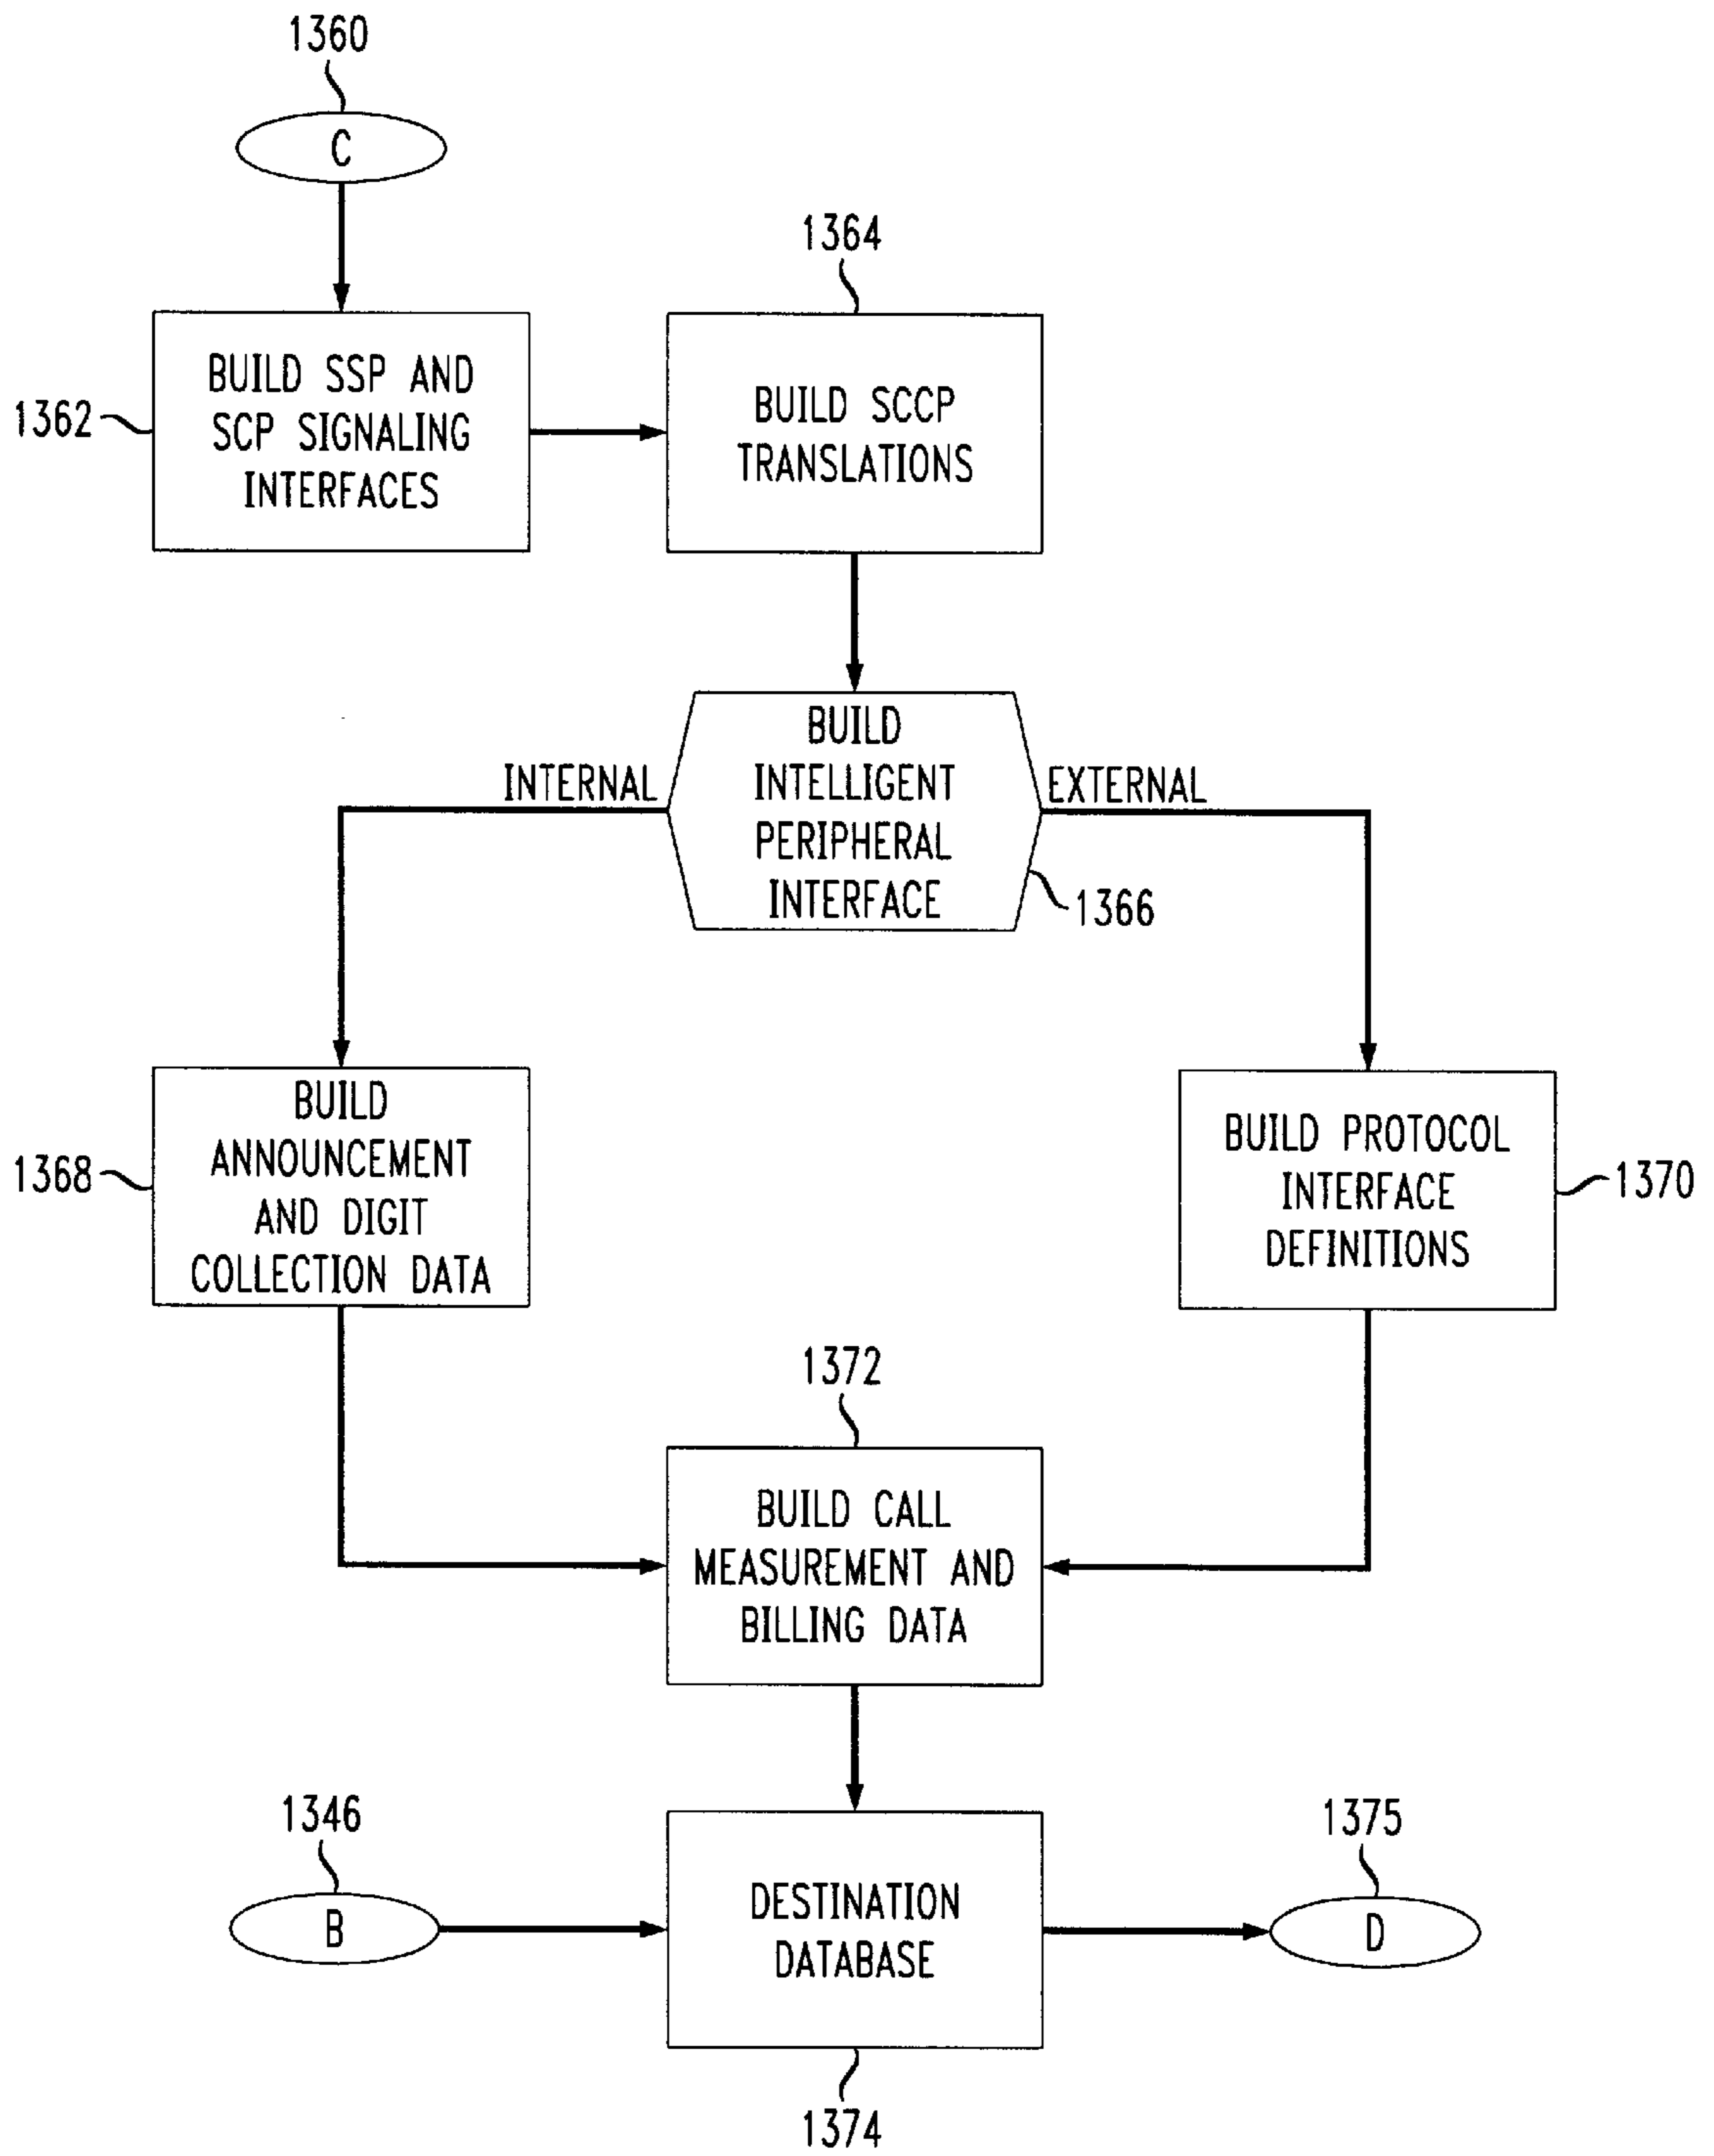 1360
C
1364
1362
BUILD SSP AND
SCP SIGNALING
INTERFACES
BUILD SCCP
TRANSLATIONS
BUILD
INTELLIGENT
PERIPHERAL
INTERFACE
INTERNAL
EXTERNAL
1366
1368
BUILD
ANNOUNCEMENT
AND DIGIT
COLLECTION DATA
BUILD PROTOCOL
INTERFACE
DEFINITIONS
1370
1372
BUILD CALL
MEASUREMENT AND
BILLING DATA
1346
B
DESTINATION
DATABASE
1375
D
1374